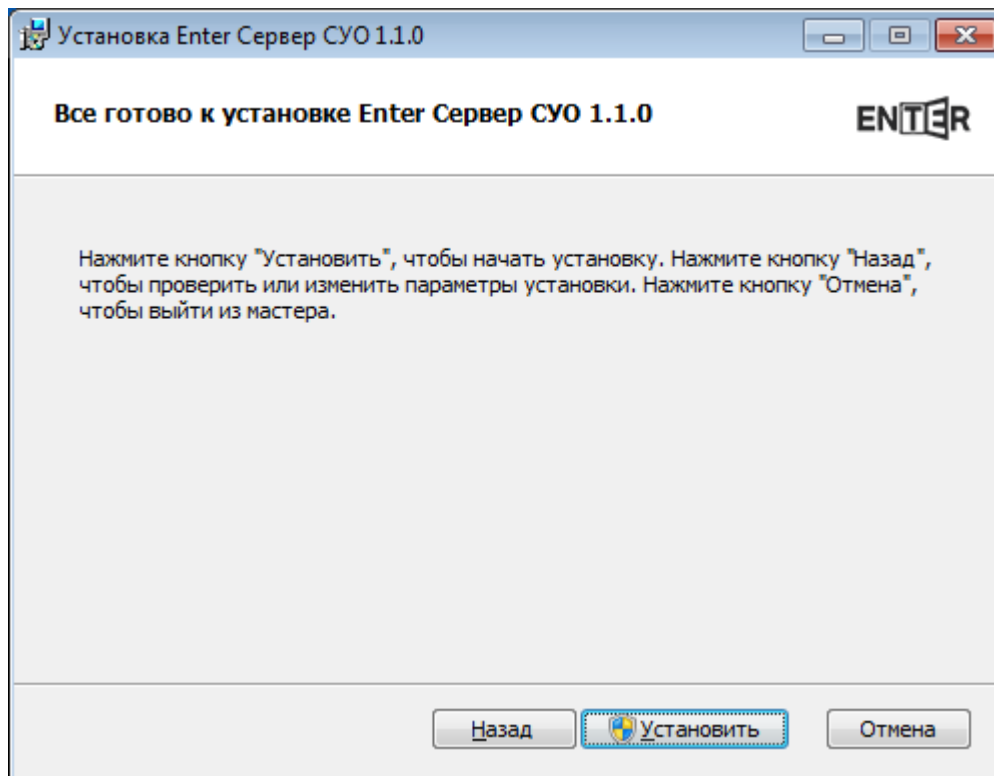 Установка Enter Сервер СУО 1.1.0
Все готово к установке Enter Сервер СУО 1.1.0
ENTER
Нажмите кнопку "Установить", чтобы начать установку. Нажмите кнопку "Назад",
чтобы проверить или изменить параметры установки. Нажмите кнопку "Отмена",
чтобы выйти из мастера.
Назад
Установить
Отмена